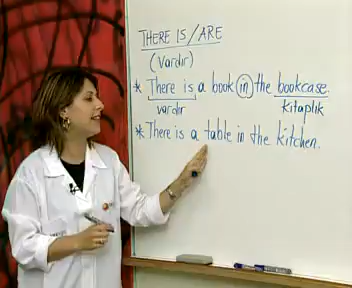 THERE IS / ARE
(Vardır)
* There is a book in the bookcase.
vardır kitaplık
* There is a table in the kitchen.